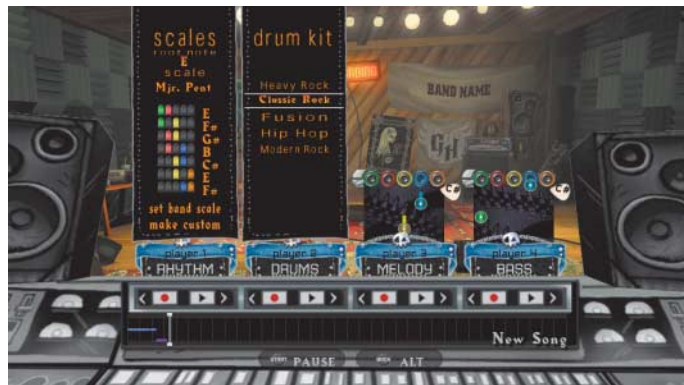 scales
root note
E
scale
Mjr. Pent
E
F#
G#
B
C#
E
F#
set band scale
make custom
drum kit
Heavy Rock
Classic Rock
Fusion
Hip Hop
Modern Rock
BAND NAME
GH
C#
C#
player 1
RHYTHM
player 2
DRUMS
player 3
MELODY
player 4
BASS
New Song
START PAUSE
BACK ALT